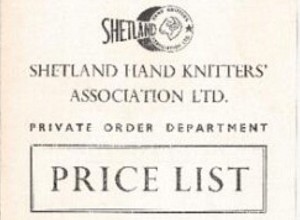 SHETLAND
SHETLAND HAND KNITTERS'
ASSOCIATION LTD.
PRIVATE ORDER DEPARTMENT
PRICE LIST